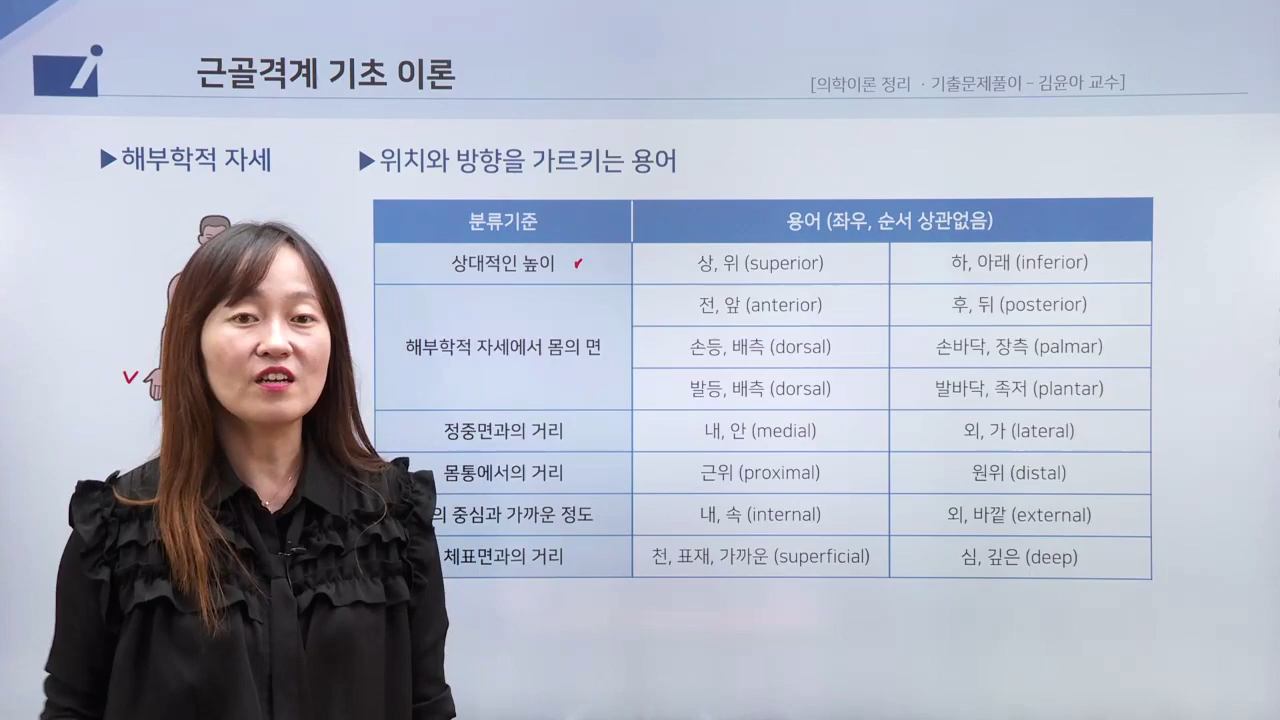 근골격계 기초 이론
[의학이론 정리 · 기출문제풀이 – 김윤아 교수]
▶해부학적 자세
▶위치와 방향을 가르키는 용어
분류기준 용어 (좌우, 순서 상관없음)
상대적인 높이 상, 위 (superior) 하, 아래 (inferior)
전, 앞 (anterior) 후, 뒤 (posterior)
해부학적 자세에서 몸의 면 손등, 배측 (dorsal) 손바닥, 장측 (palmar)
발등, 배측 (dorsal) 발바닥, 족저 (plantar)
정중면과의 거리 내, 안 (medial) 외, 가 (lateral)
몸통에서의 거리 근위 (proximal) 원위 (distal)
의 중심과 가까운 정도 내, 속 (internal) 외, 바깥 (external)
체표면과의 거리 천, 표재, 가까운 (superficial) 심, 깊은 (deep)